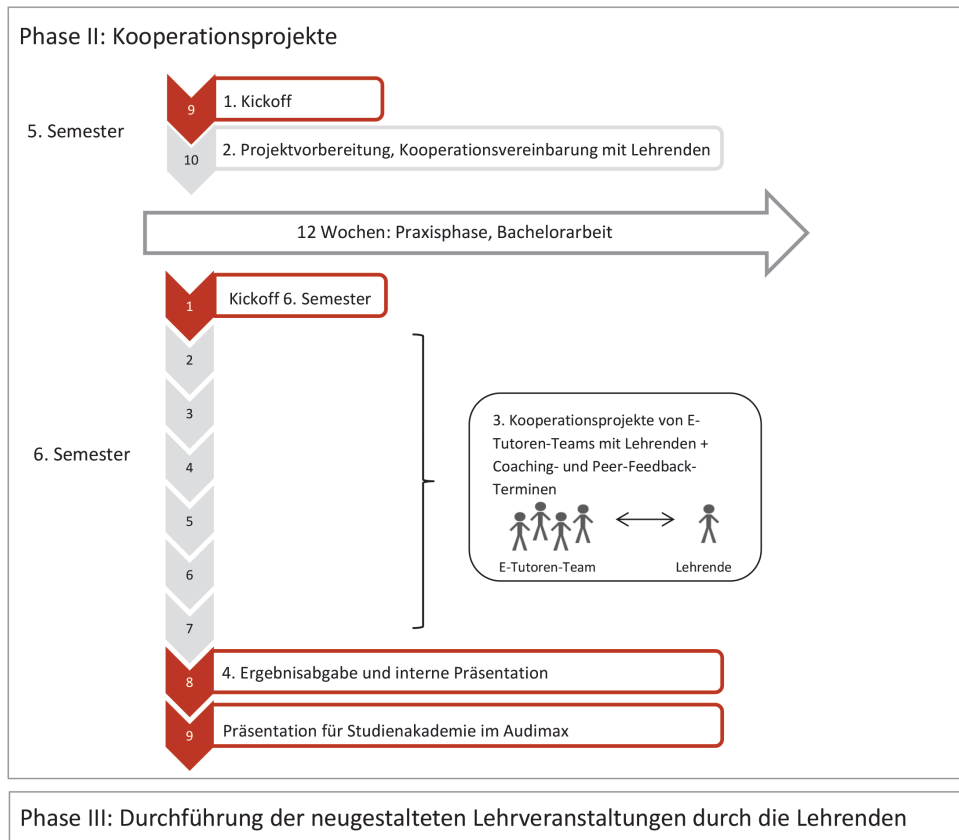 Phase II: Kooperationsprojekte
9
1. Kickoff
5. Semester
10
2. Projektvorbereitung, Kooperationsvereinbarung mit Lehrenden
12 Wochen: Praxisphase, Bachelorarbeit
1
Kickoff 6. Semester
2
3
4
5
6
7
6. Semester
3. Kooperationsprojekte von E-
Tutoren-Teams mit Lehrenden +
Coaching- und Peer-Feedback-
Terminen
E-Tutoren-Team
Lehrende
8
4. Ergebnisabgabe und interne Präsentation
9
Präsentation für Studienakademie im Audimax
Phase III: Durchführung der neugestalteten Lehrveranstaltungen durch die Lehrenden